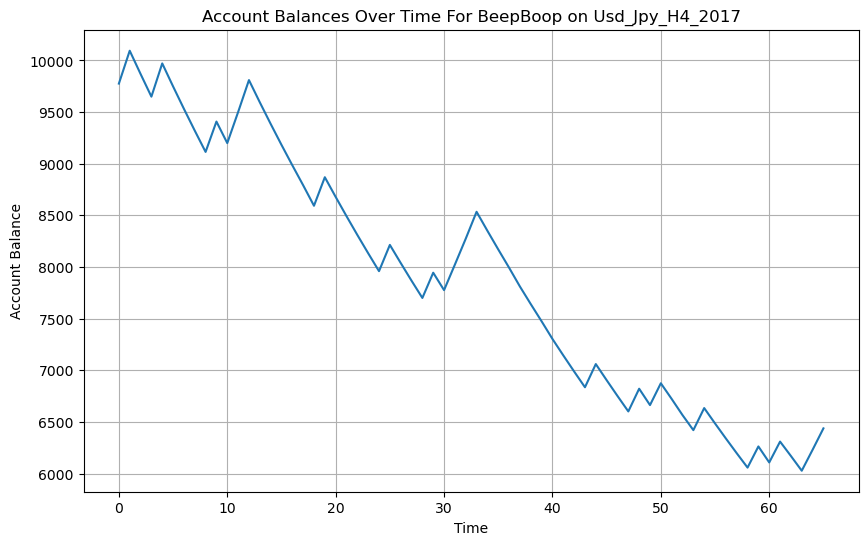 Account Balances Over Time For BeepBoop on Usd_Jpy_H4_2017
Account Balance
10000
9500
9000
8500
8000
7500
7000
6500
6000
0 10 20 30 40 50 60
Time